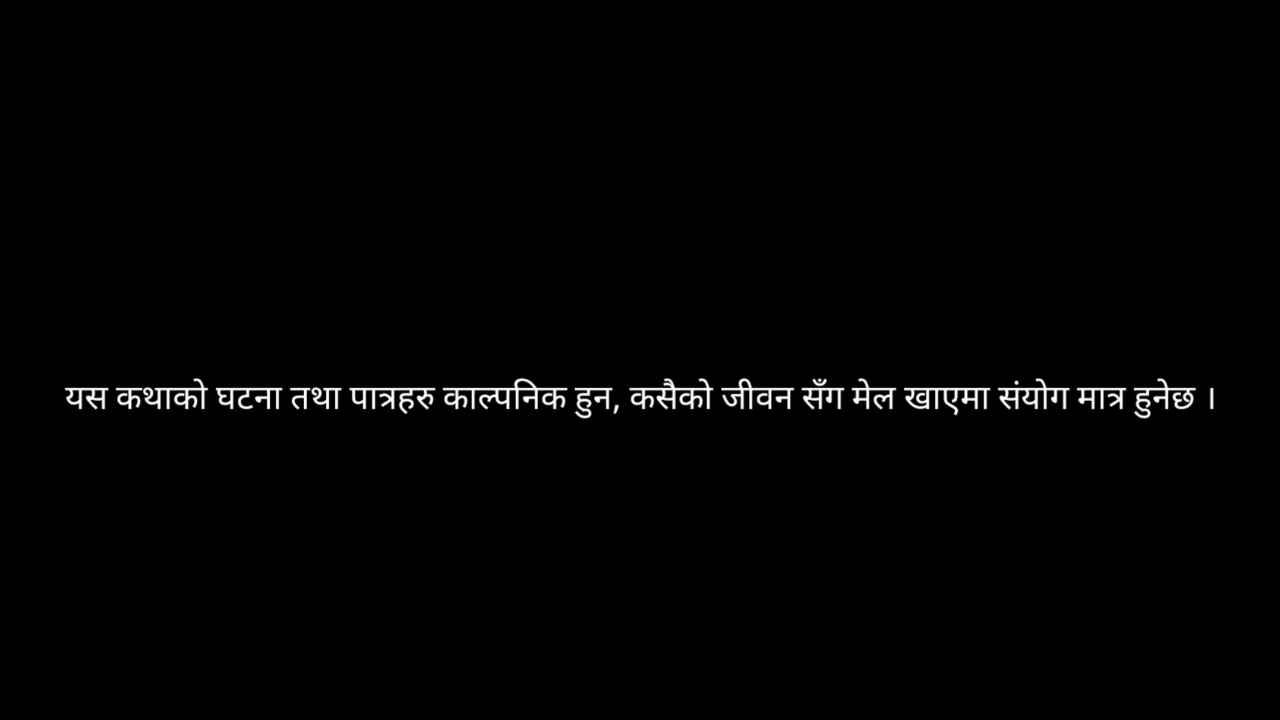 यस कथाको घटना तथा पात्रहरु काल्पनिक हुन, कसैको जीवन सँग मेल खाएमा संयोग मात्र हुनेछ ।